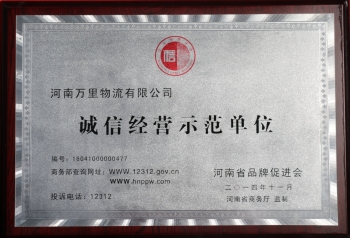 信
河南万里物流有限公司
诚信经营示范单位
编号：16041000000477
商务部查询网址：WWW.12312.gov.cn
www.hnppw.com
投诉电话：12312
河南省品牌促进会
二〇一四年十一月
河南省商务厅 监制